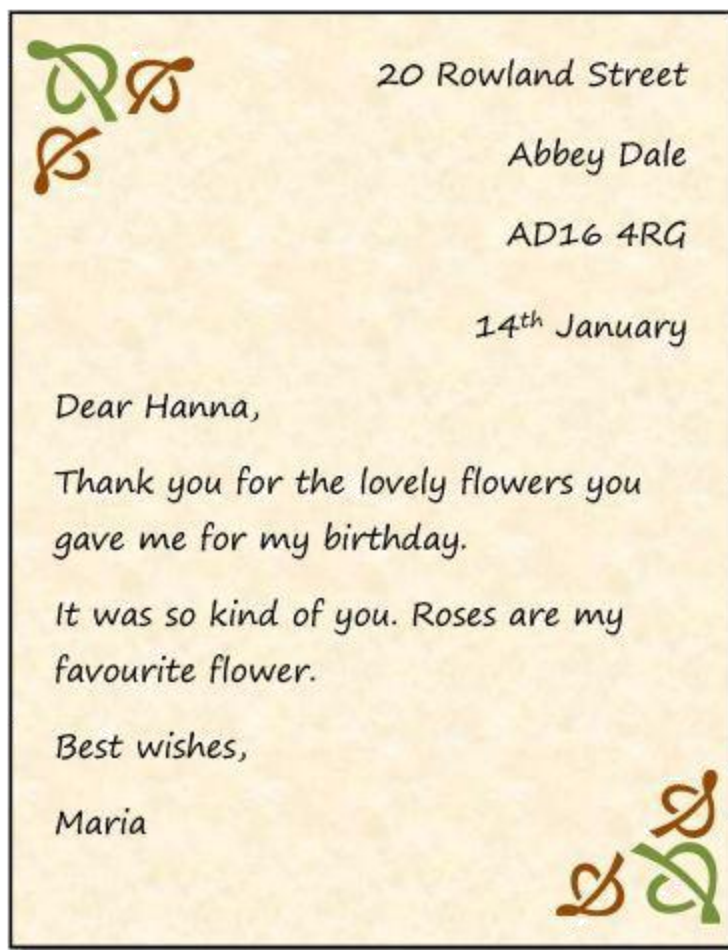 20 Rowland Street
Abbey Dale
AD16 4RG
14th January
Dear Hanna,
Thank you for the lovely flowers you
gave me for my birthday.
It was so kind of you. Roses are my
favourite flower.
Best wishes,
Maria